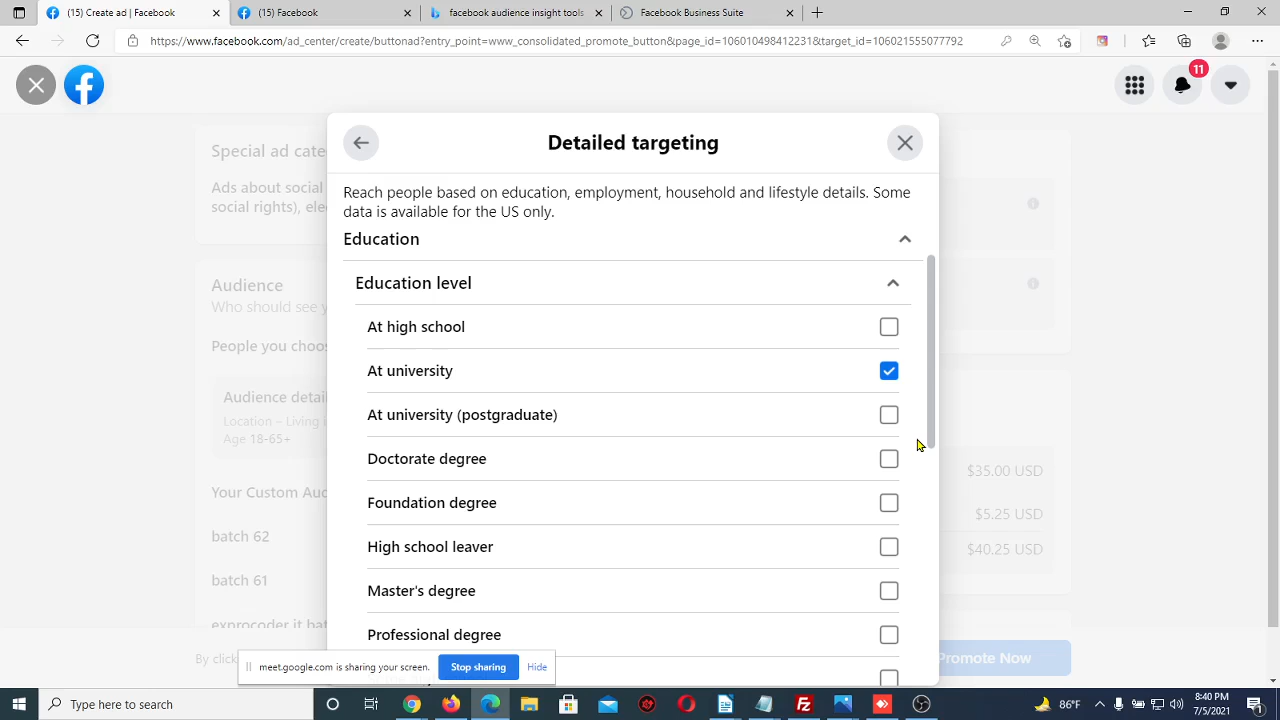 (15) Create ad | Facebook
(15) Facebook
facebook audience insight tools
Facebook Business Suite
https://www.facebook.com/ad_center/create/buttonad?entry_point=www_consolidated_promote_button&page_id=106010498412231&target_id=106021555077792
11
Detailed targeting
Special ad cate
Ads about social
social rights), ele
Reach people based on education, employment, household and lifestyle details. Some
data is available for the US only.
Education
Education level
At high school
At university
At university (postgraduate)
Doctorate degree
Foundation degree
High school leaver
Master's degree
Professional degree
Audience
Who should see y
People you choos
Audience detai
Location – Living i
Age 18-65+
Your Custom Aud
batch 62
batch 61
exprocoder it bat
$35.00 USD
$5.25 USD
$40.25 USD
By click
Promote Now
meet.google.com is sharing your screen.
Stop sharing
Hide
Type here to search
86°F
8:40 PM
7/5/2021